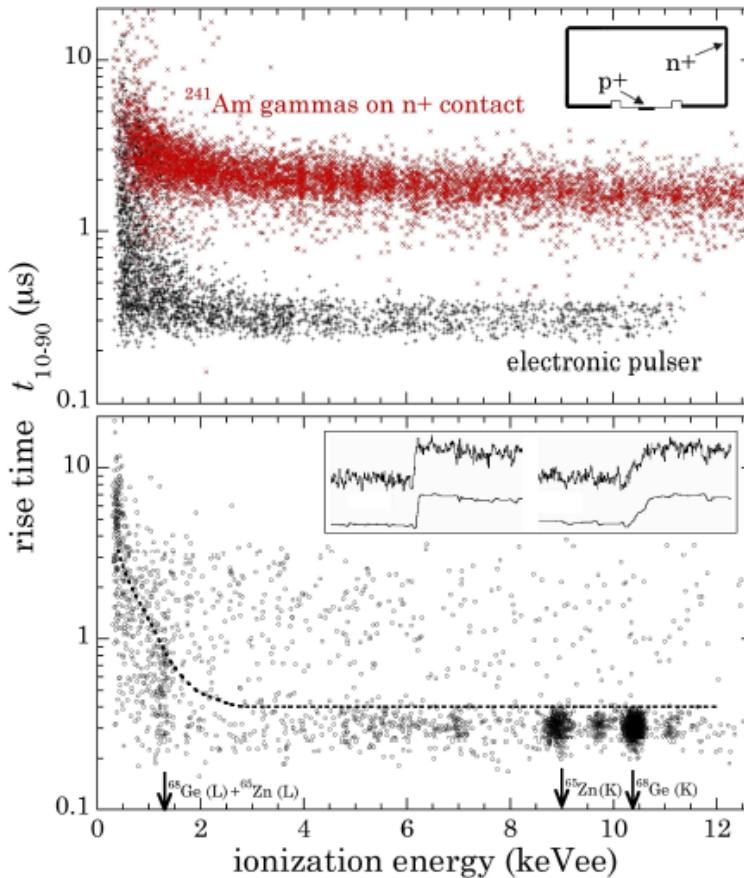 10
1
0.1
²⁴¹Am gammas on n+ contact
p+
n+
electronic pulser
rise time t₁₀₋₉₀ (μs)
10
1
0.1
⁶⁸Ge (L) + ⁶⁵Zn (L)
⁶⁵Zn(K)
⁶⁸Ge (K)
0 2 4 6 8 10 12
ionization energy (keVee)